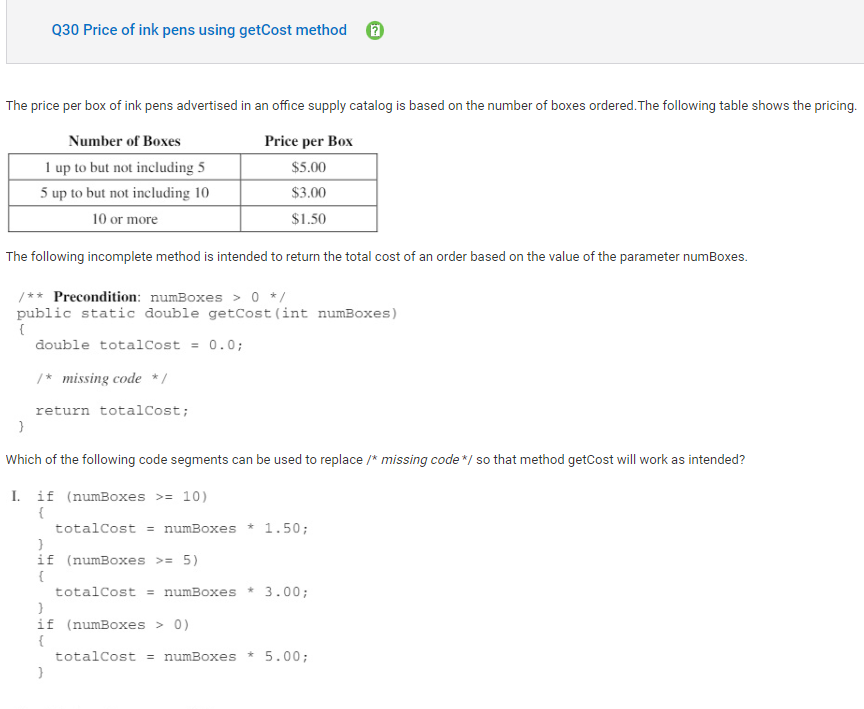 Q30 Price of ink pens using getCost method
The price per box of ink pens advertised in an office supply catalog is based on the number of boxes ordered.The following table shows the pricing.
Number of Boxes Price per Box
1 up to but not including 5 $5.00
5 up to but not including 10 $3.00
10 or more $1.50
The following incomplete method is intended to return the total cost of an order based on the value of the parameter numBoxes.
/** Precondition: numBoxes > 0 */
public static double getCost(int numBoxes)
{
double totalCost = 0.0;
/* missing code */
return totalCost;
}
Which of the following code segments can be used to replace /* missing code */ so that method getCost will work as intended?
I. if (numBoxes >= 10)
{
totalCost = numBoxes * 1.50;
}
if (numBoxes >= 5)
{
totalCost = numBoxes * 3.00;
}
if (numBoxes > 0)
{
totalCost = numBoxes * 5.00;
}